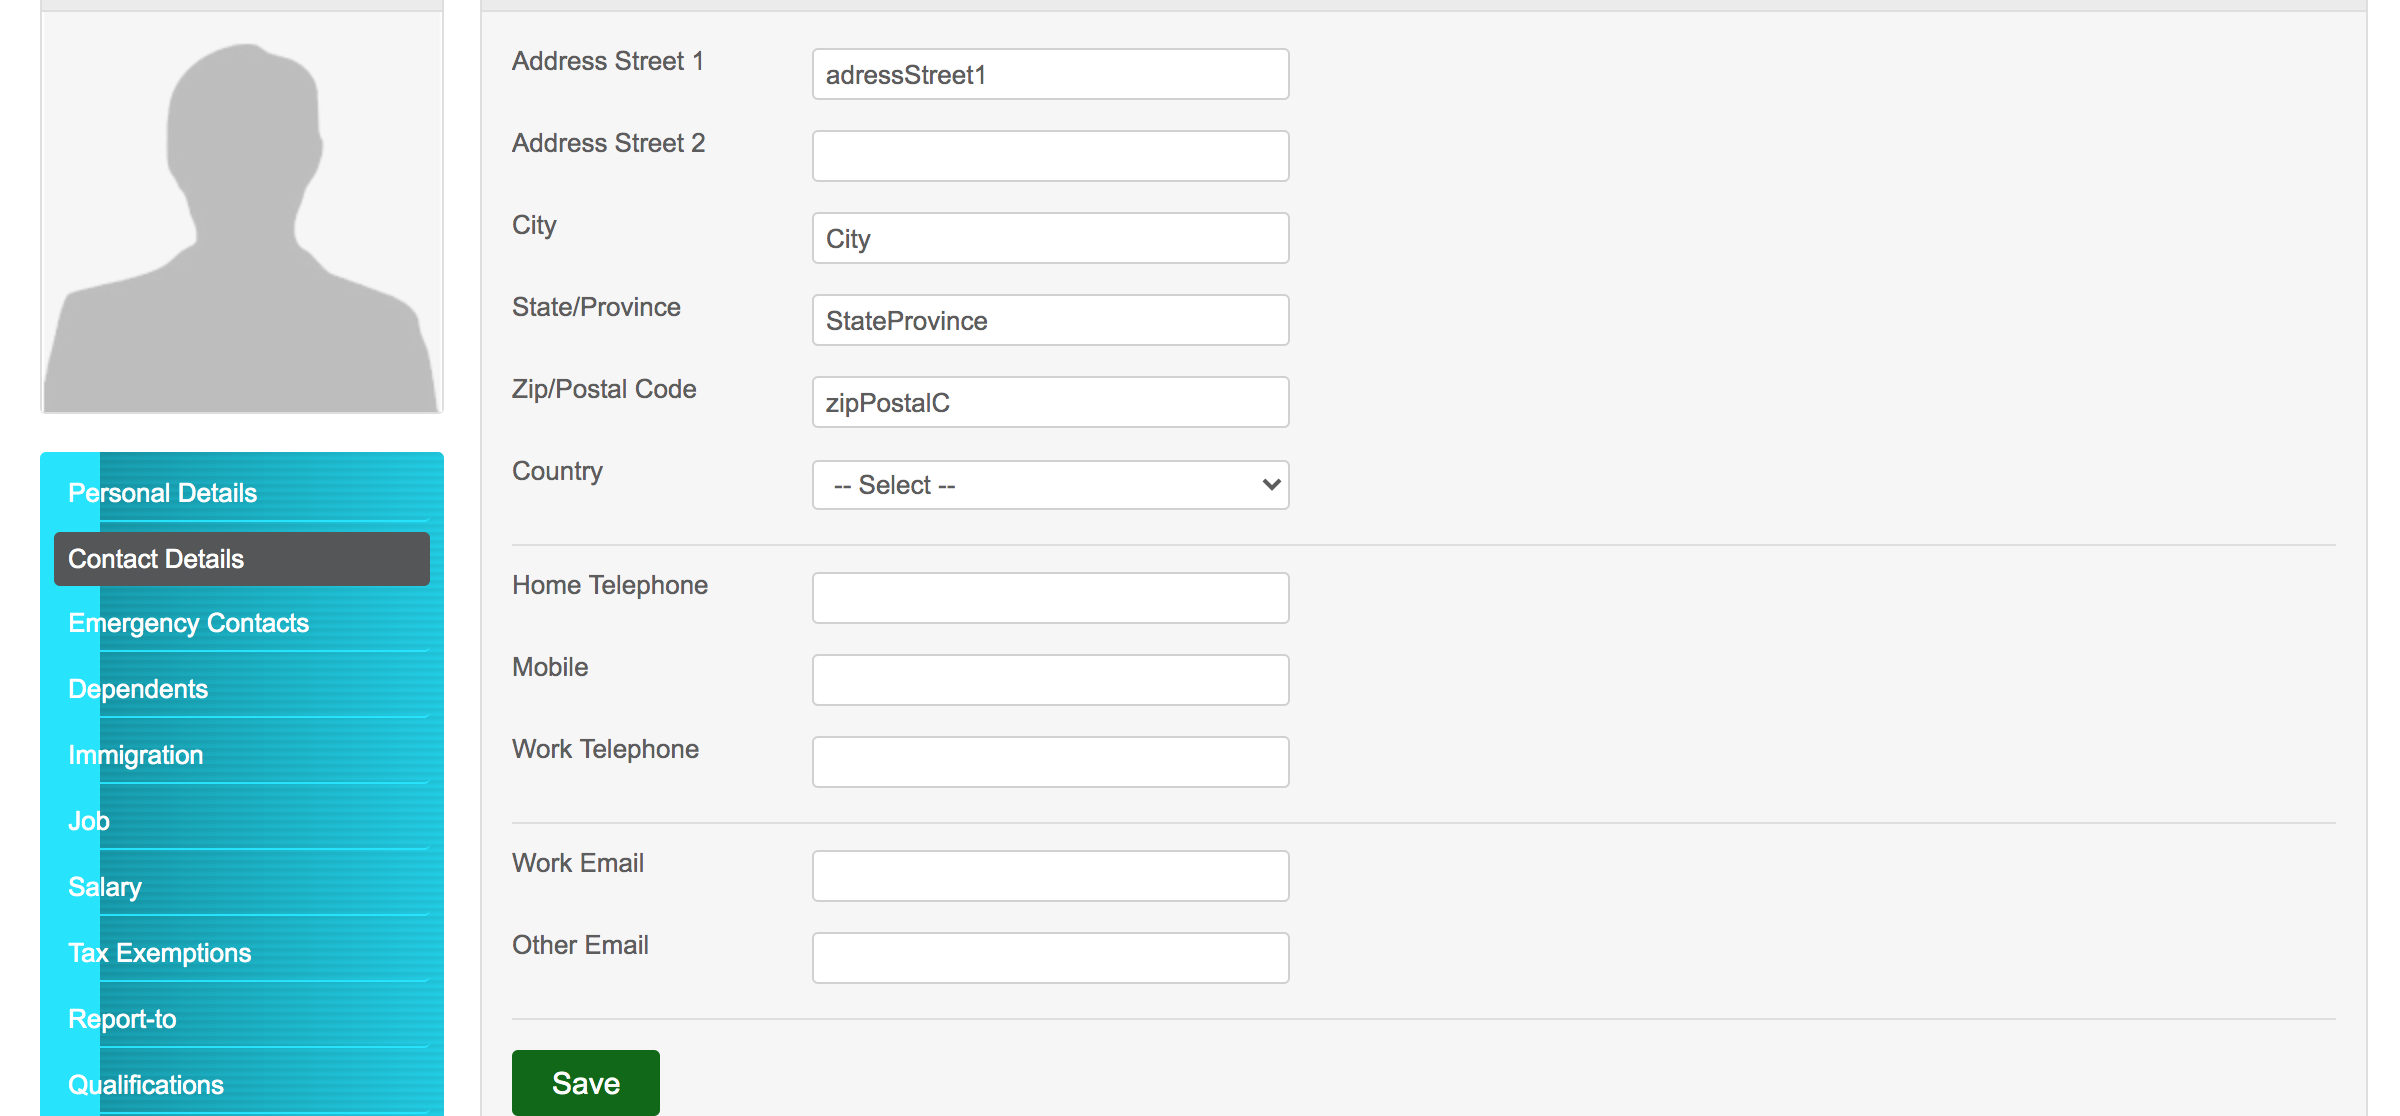 Address Street 1
adressStreet1
Address Street 2
City
City
State/Province
StateProvince
Zip/Postal Code
zipPostalC
Country
-- Select --
Home Telephone
Mobile
Work Telephone
Work Email
Other Email
Save
Personal Details
Contact Details
Emergency Contacts
Dependents
Immigration
Job
Salary
Tax Exemptions
Report-to
Qualifications